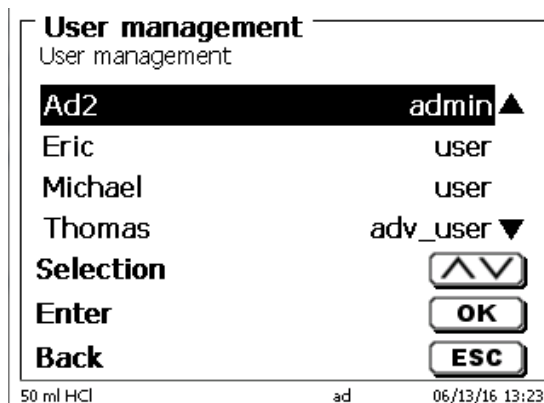 User management
User management
Ad2 admin
Eric user
Michael user
Thomas adv_user
Selection
Enter OK
Back ESC
50 ml HCl ad 06/13/16 13:23